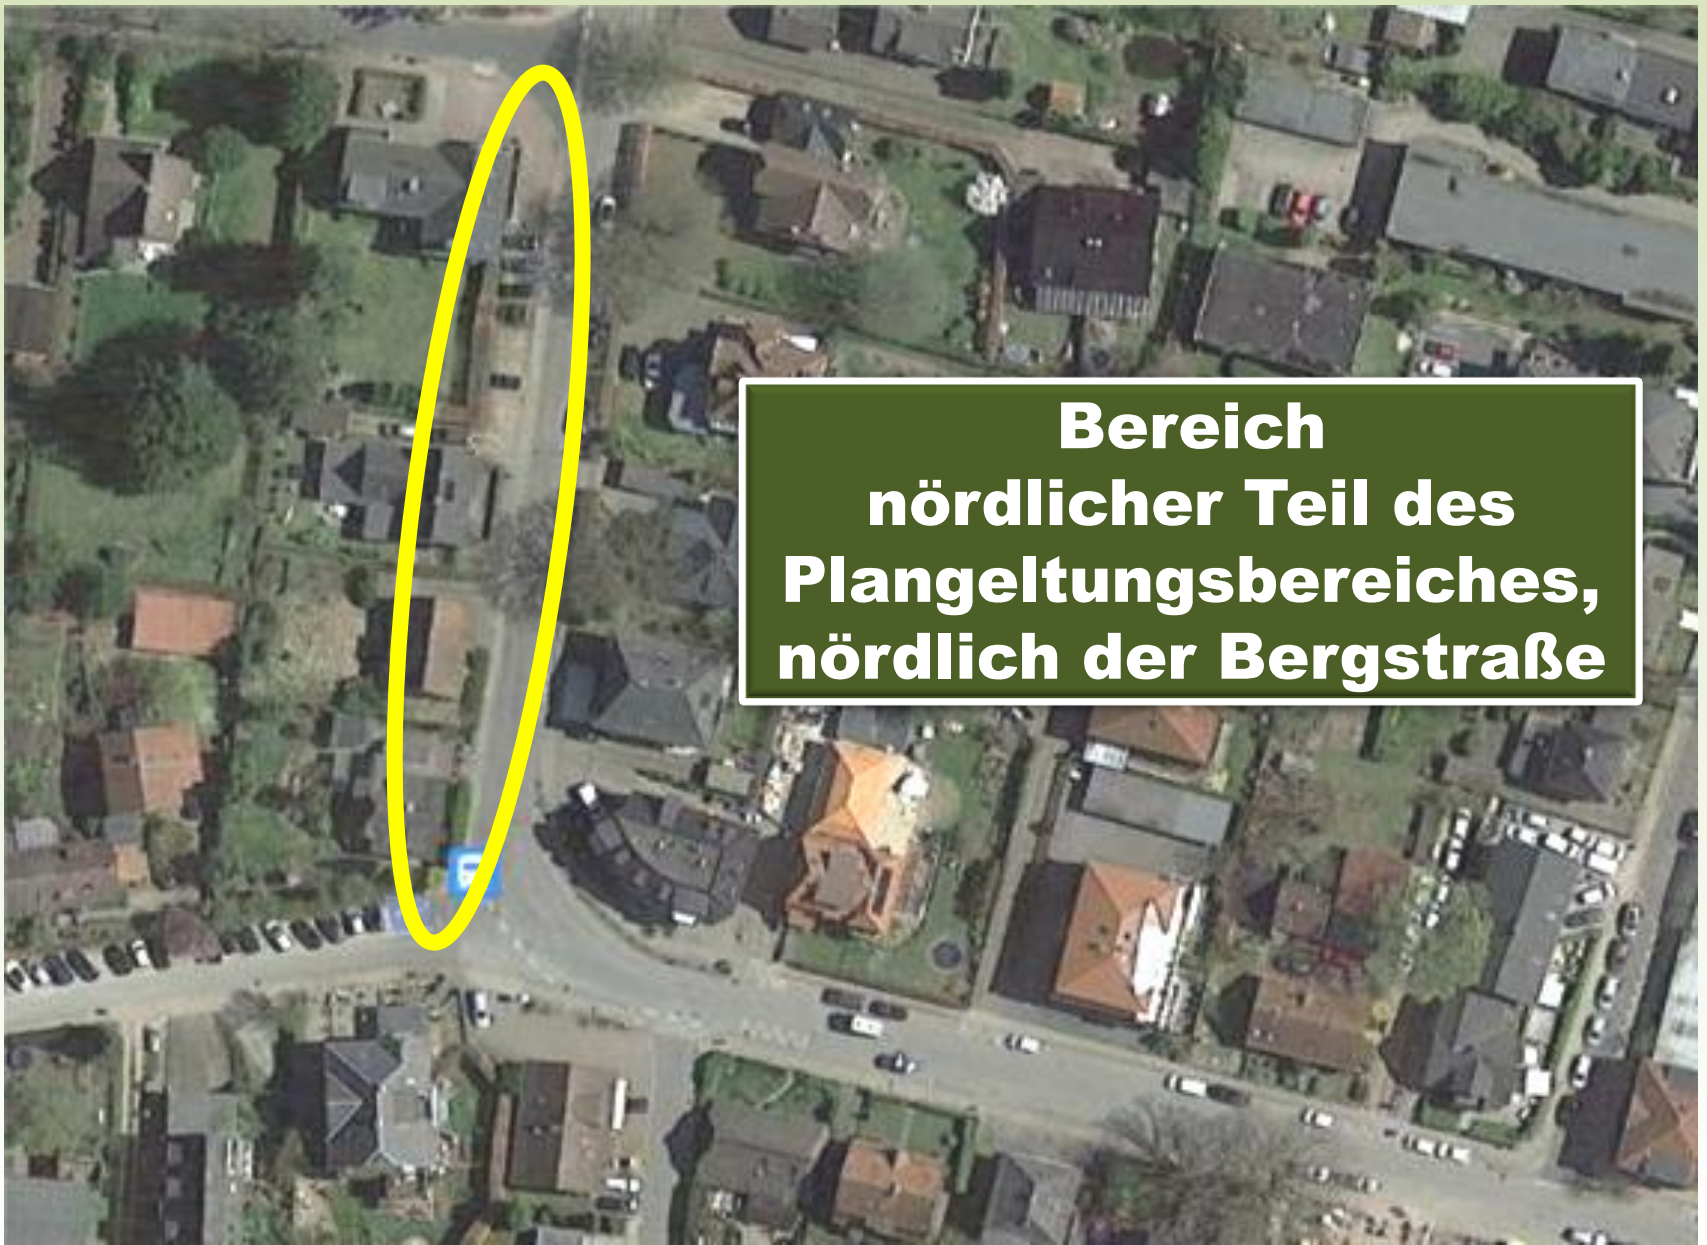 Bereich
nördlicher Teil des
Plangeltungsbereiches,
nördlich der Bergstraße